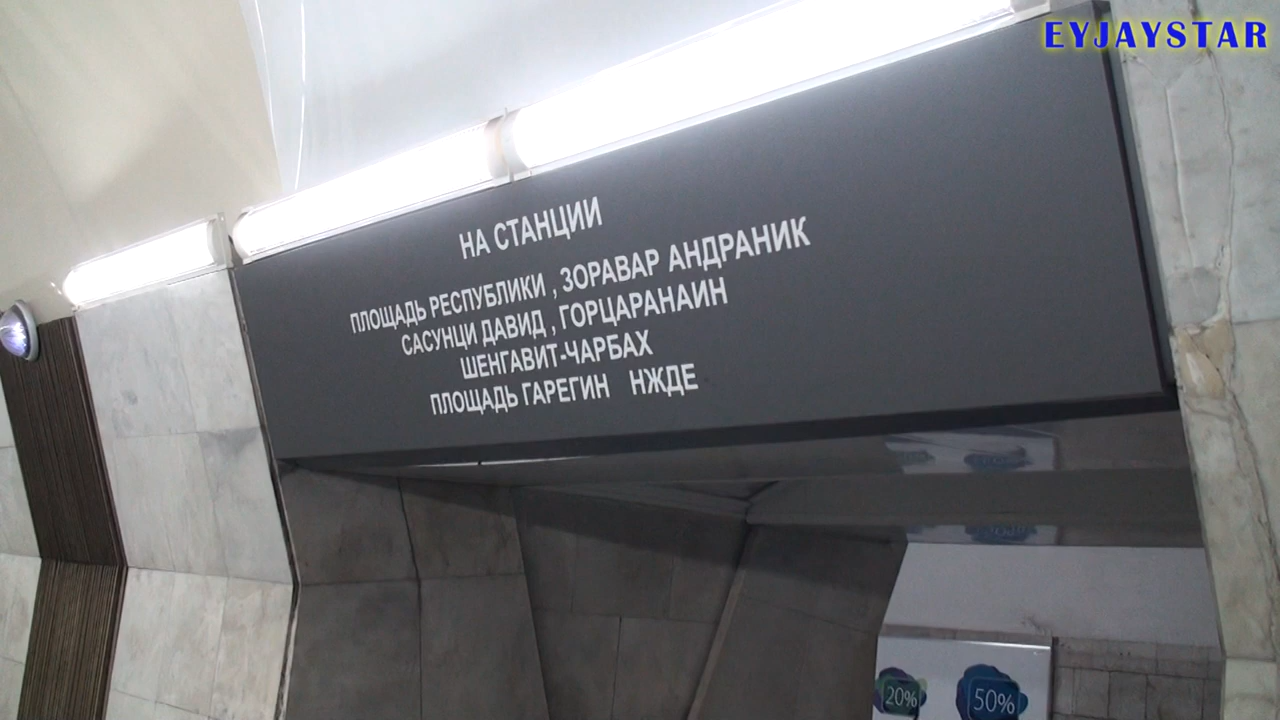 EYJAYSTAR
НА СТАНЦИИ
ПЛОЩАДЬ РЕСПУБЛИКИ , ЗОРАВАР АНДРАНИК
САСУНЦИ ДАВИД , ГОРЦАРАНАИН
ШЕНГАВИТ-ЧАРБАХ
ПЛОЩАДЬ ГАРЕГИН НЖДЕ
20% 50%